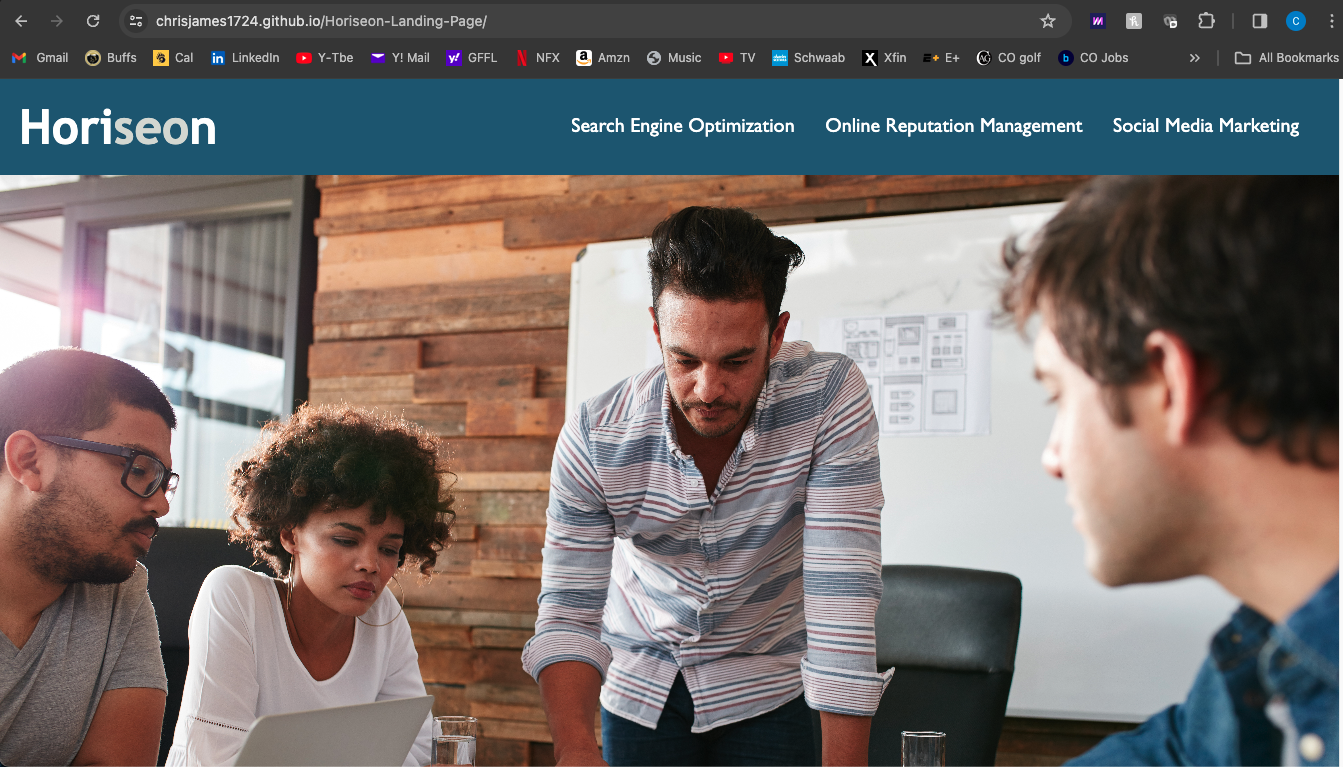 chrisjames1724.github.io/Horiseon-Landing-Page/
C
Gmail Buffs Cal LinkedIn Y-Tbe Y! Mail GFFL NFX Amzn Music TV Schwaab Xfin E+ CO golf CO Jobs » All Bookmarks
Horiseon
Search Engine Optimization Online Reputation Management Social Media Marketing